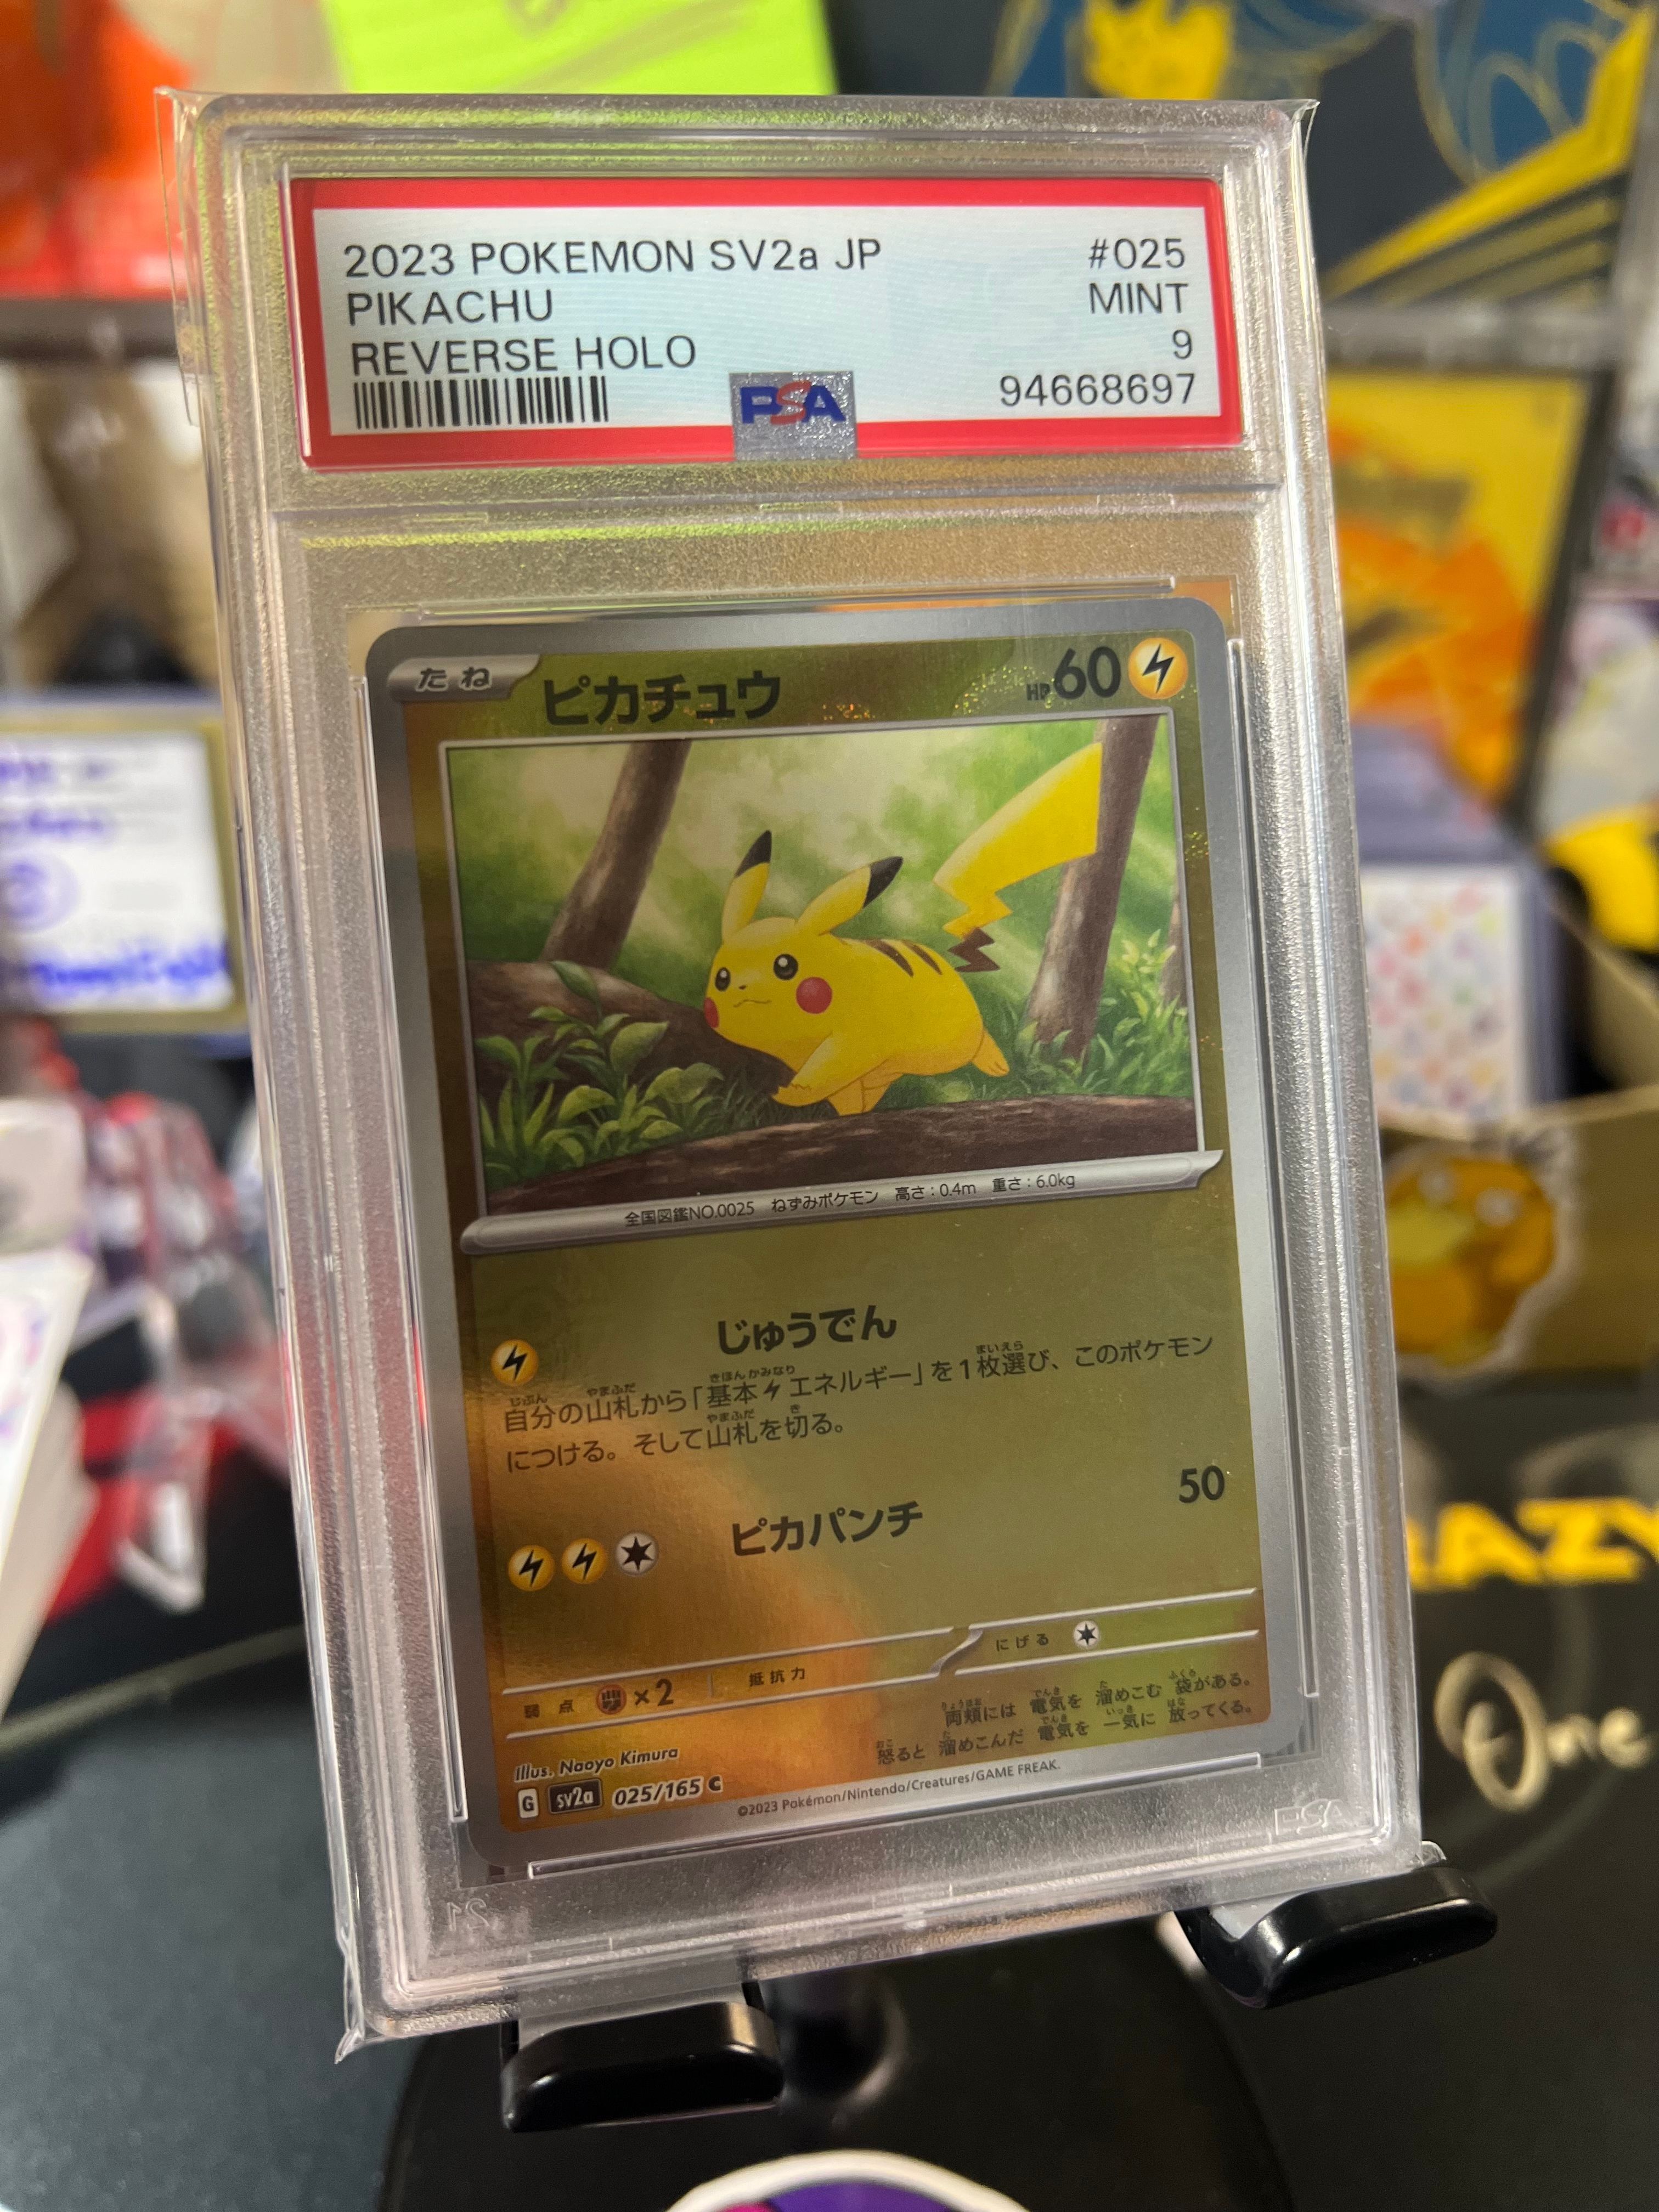 2023 POKEMON SV2a JP #025
PIKACHU MINT
REVERSE HOLO 9
PSA 94668697
たね ピカチュウ HP60
全国図鑑NO.0025 ねずみポケモン 高さ:0.4m 重さ:6.0kg
じゅうでん
自分の山札から「基本エネルギー」を1枚選び、このポケモン
につける。そして山札を切る。
ピカパンチ 50
弱点 ×2 抵抗力 にげる
両頬には 電気を 溜めこむ 袋がある。
怒ると 溜めこんだ 電気を 一気に 放ってくる。
Illus. Naoyo Kimura
G sv2a 025/165 C
©2023 Pokémon/Nintendo/Creatures/GAME FREAK.
PSA
One